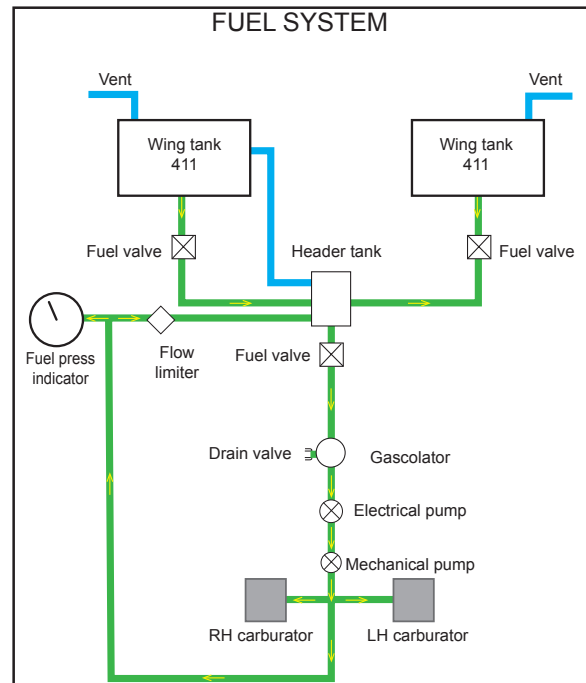 FUEL SYSTEM
Vent
Vent
Wing tank
411
Wing tank
411
Fuel valve
Header tank
Fuel valve
Fuel press
indicator
Flow
limiter
Fuel valve
Drain valve
Gascolator
Electrical pump
Mechanical pump
RH carburator
LH carburator